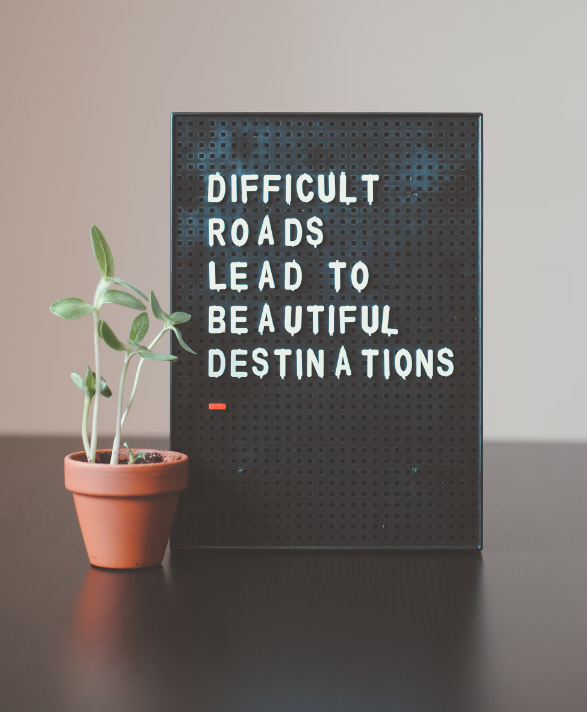 DIFFICULT
ROADS
LEAD TO
BEAUTIFUL
DESTINATIONS